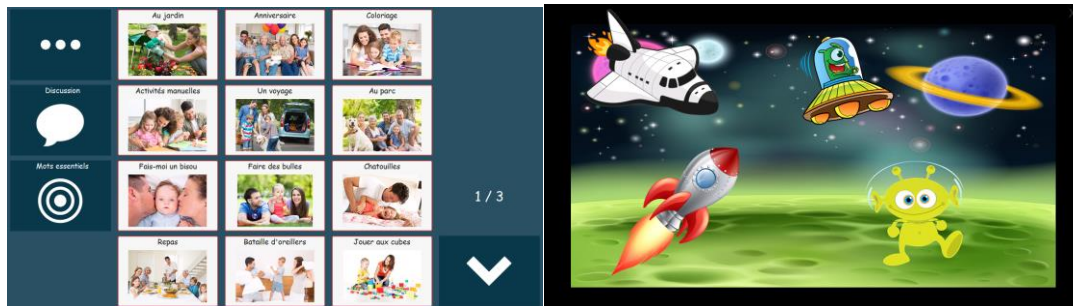 Au jardin
Anniversaire
Coloriage
Discussion
Activités manuelles
Un voyage
Au parc
Mots essentiels
Fais-moi un bisou
Faire des bulles
Chatouilles
1 / 3
Repas
Bataille d'oreillers
Jouer aux cubes